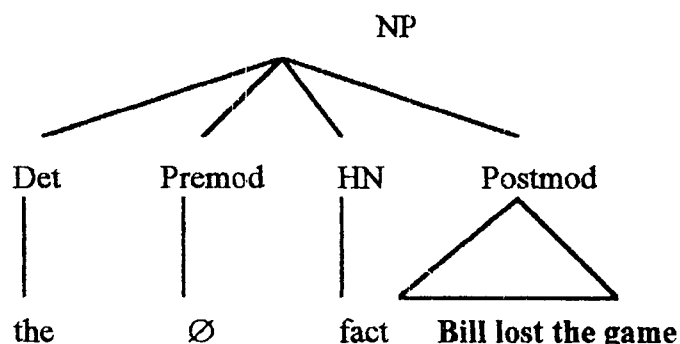 NP
Det Premod HN Postmod
the ∅ fact Bill lost the game